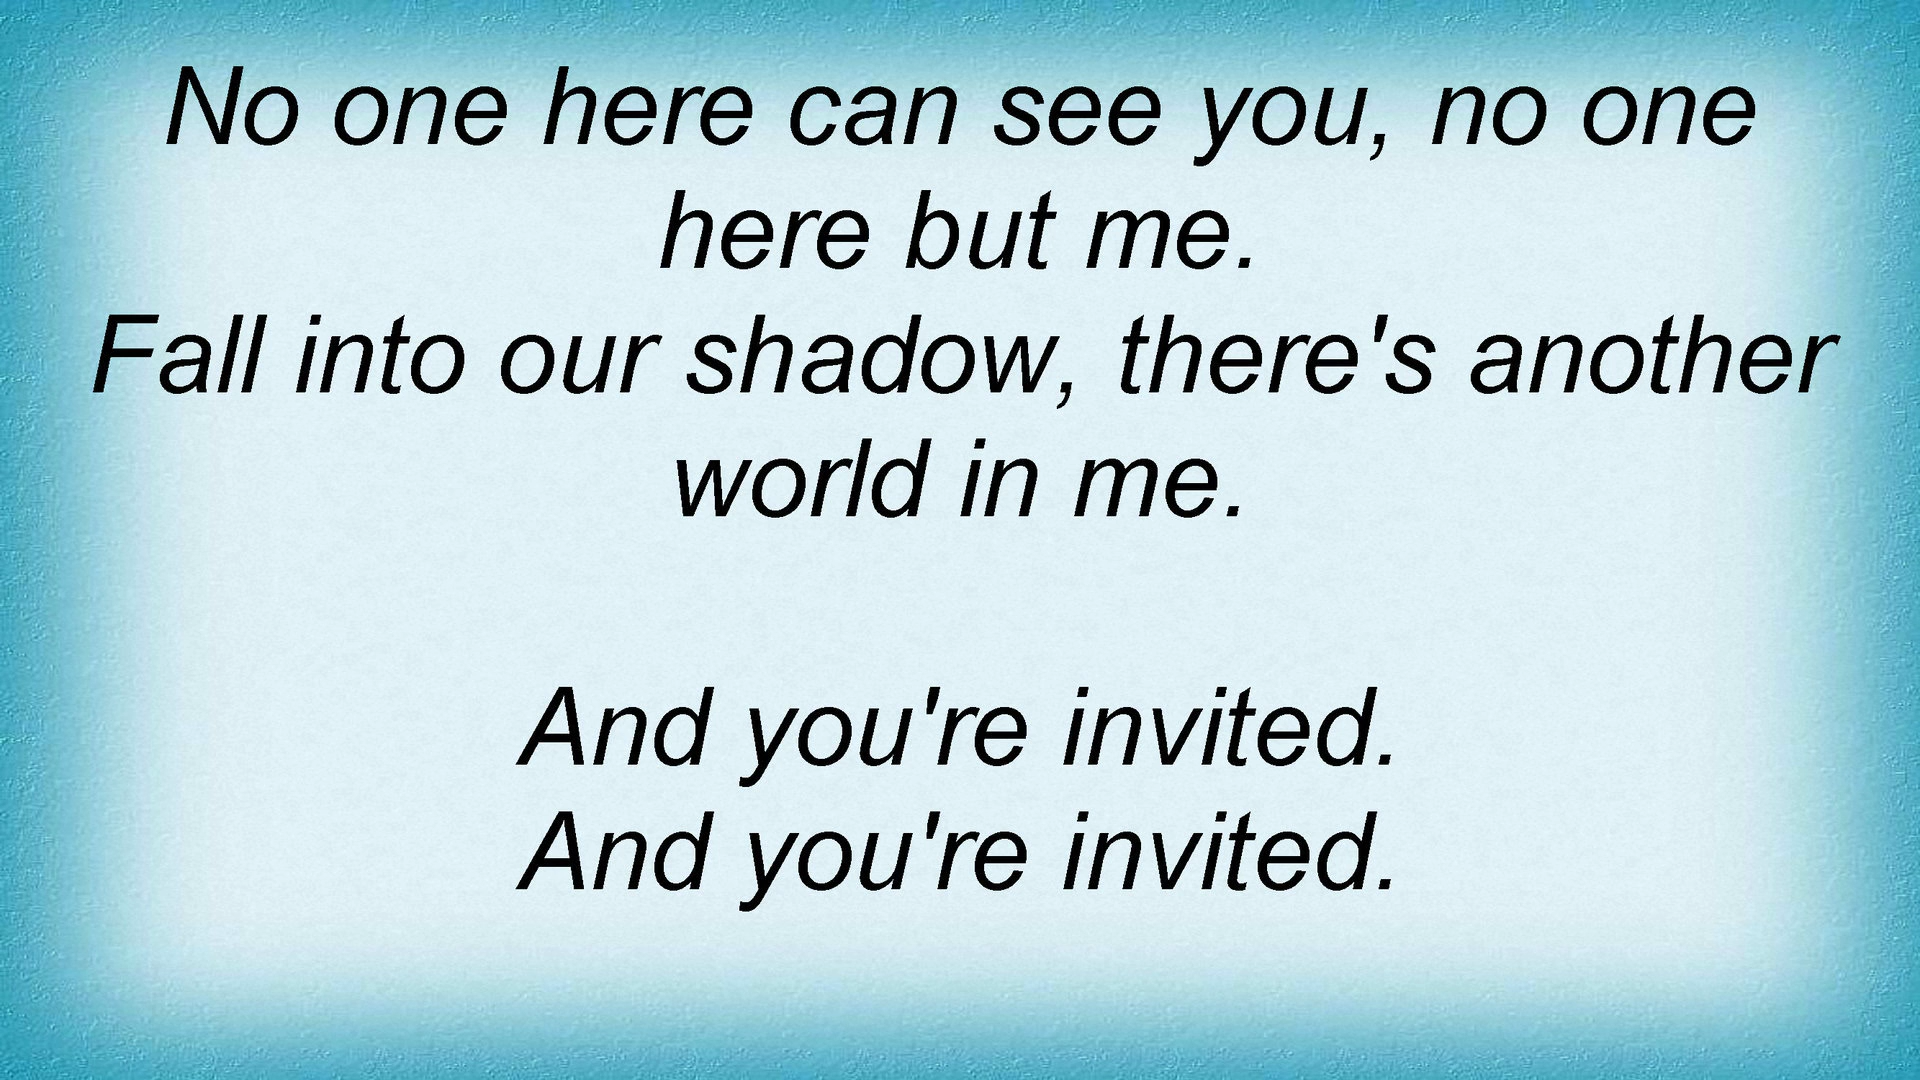 No one here can see you, no one
here but me.
Fall into our shadow, there's another
world in me.
And you're invited.
And you're invited.